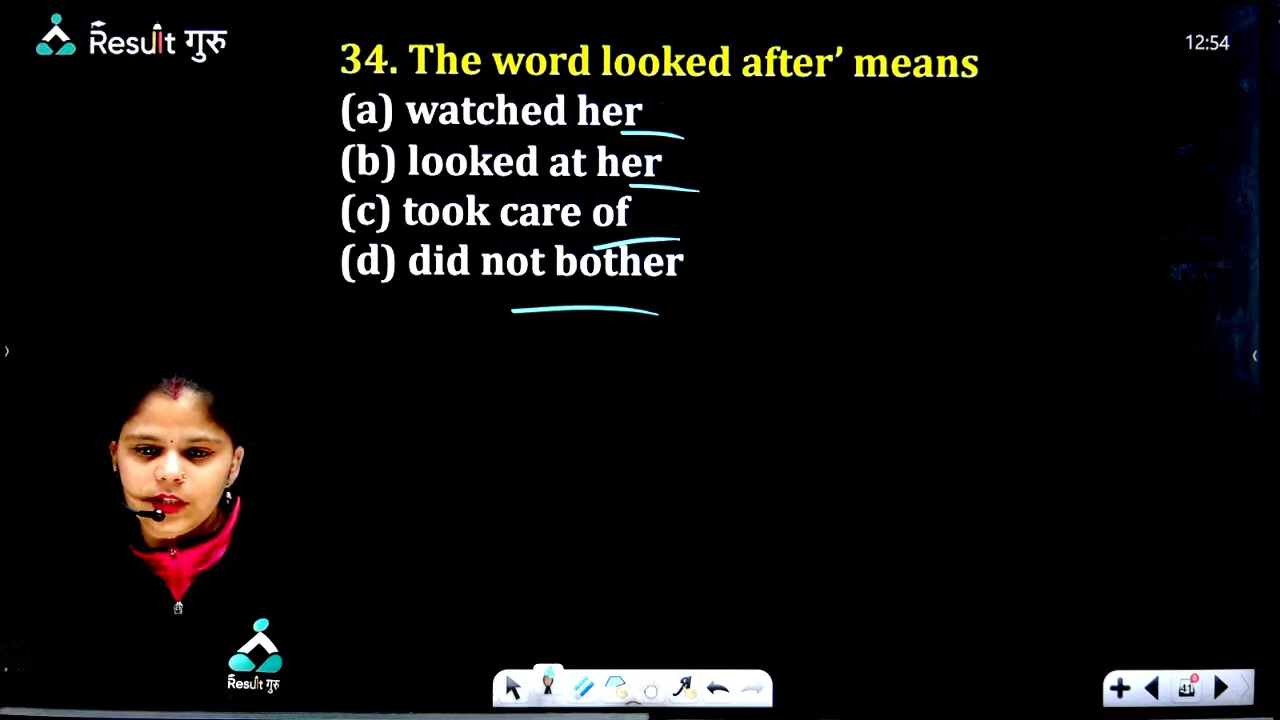 Result गुरु
12:54
34. The word looked after’ means
(a) watched her
(b) looked at her
(c) took care of
(d) did not bother
Result गुरु
41